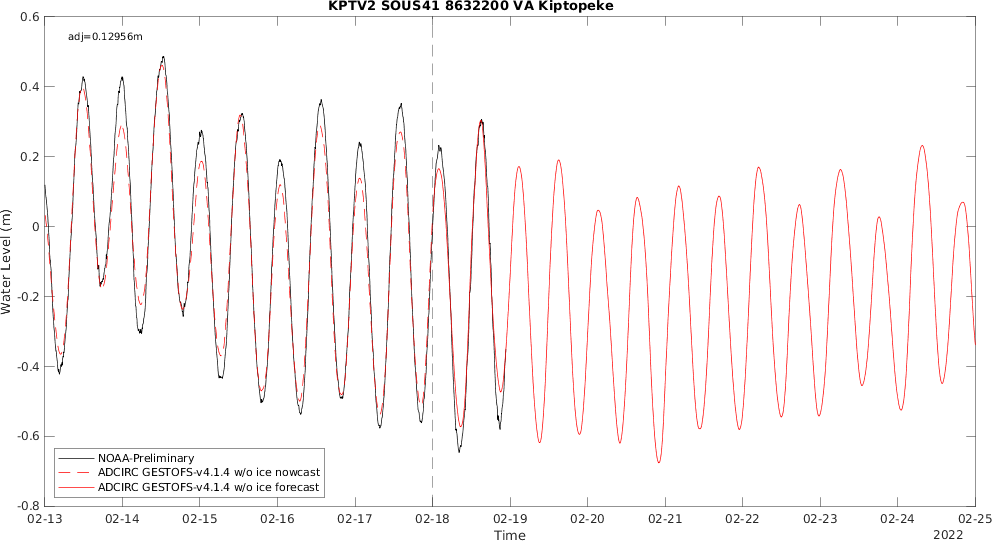 KPTV2 SOUS41 8632200 VA Kiptopeke
adj=0.12956m
0.6
0.4
0.2
0
-0.2
-0.4
-0.6
-0.8
Water Level (m)
NOAA-Preliminary
ADCIRC GESTOFS-v4.1.4 w/o ice nowcast
ADCIRC GESTOFS-v4.1.4 w/o ice forecast
02-13 02-14 02-15 02-16 02-17 02-18 02-19 02-20 02-21 02-22 02-23 02-24 02-25
Time
2022